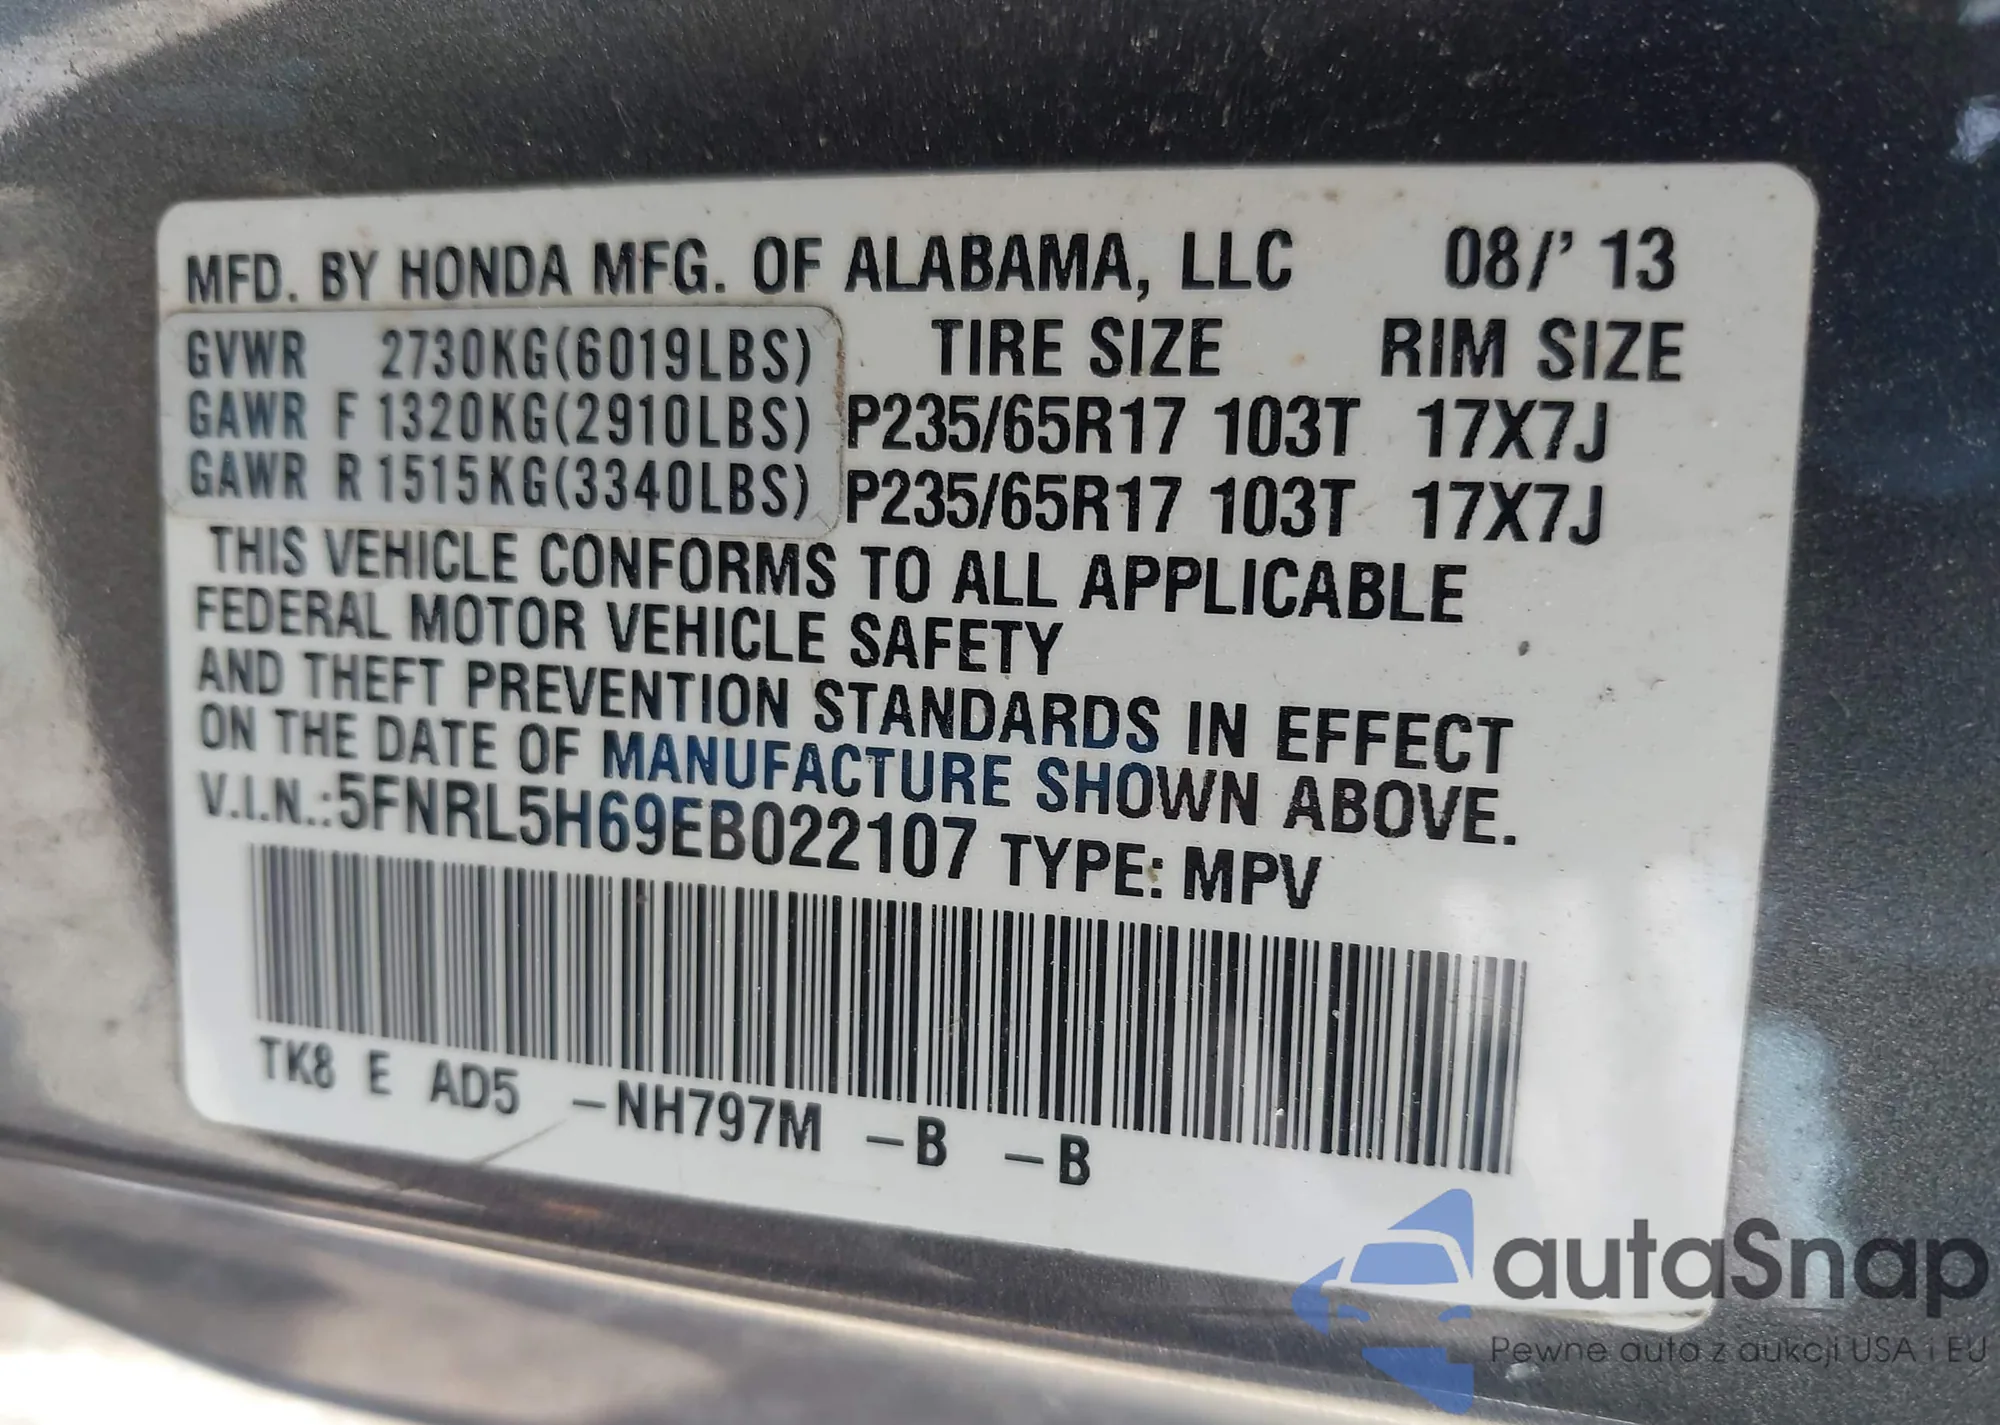 MFD. BY HONDA MFG. OF ALABAMA, LLC 08/' 13
GVWR 2730KG(6019LBS) TIRE SIZE RIM SIZE
GAWR F 1320KG(2910LBS) P235/65R17 103T 17X7J
GAWR R 1515KG(3340LBS) P235/65R17 103T 17X7J
THIS VEHICLE CONFORMS TO ALL APPLICABLE
FEDERAL MOTOR VEHICLE SAFETY
AND THEFT PREVENTION STANDARDS IN EFFECT
ON THE DATE OF MANUFACTURE SHOWN ABOVE.
V.I.N.:5FNRL5H69EB022107 TYPE: MPV
TK8 E AD5 –NH797M –B –B
autaSnap
Pewne auta z aukcji USA i EU